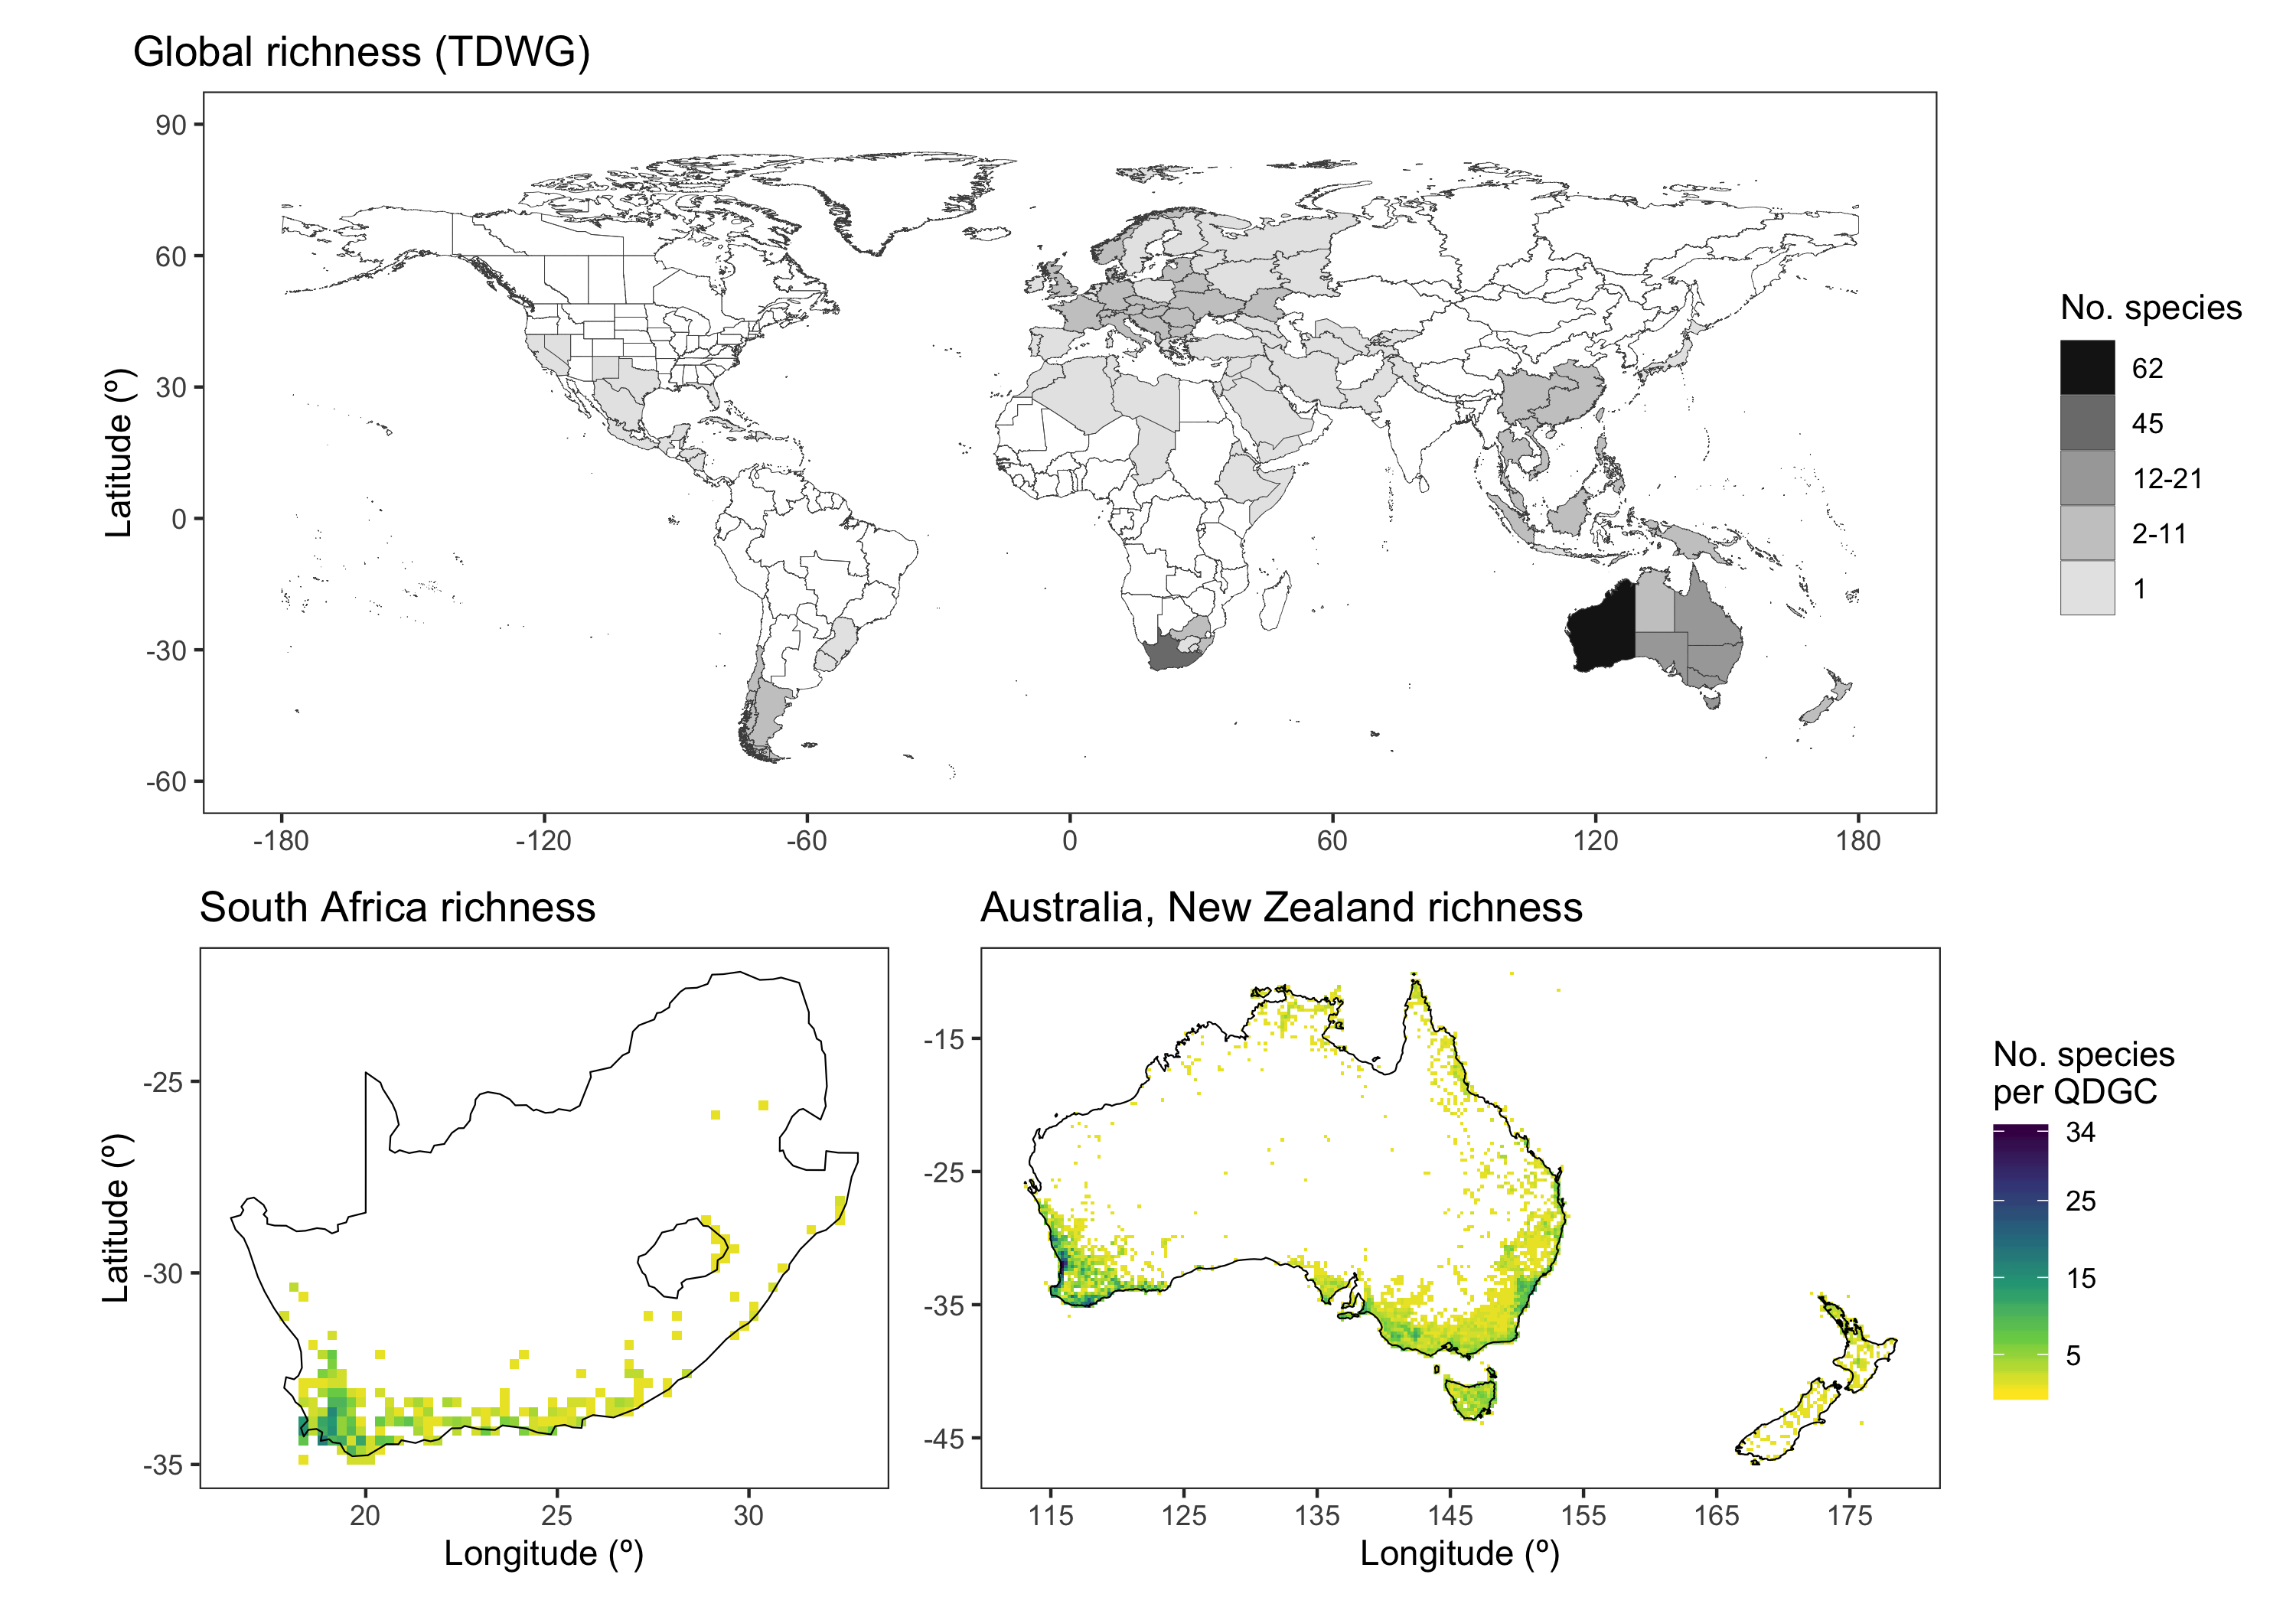 Global richness (TDWG)
90
60
30
0
-30
-60
Latitude (º)
-180 -120 -60 0 60 120 180
No. species
62
45
12-21
2-11
1
South Africa richness
-25
-30
-35
Latitude (º)
20 25 30
Longitude (º)
Australia, New Zealand richness
-15
-25
-35
-45
115 125 135 145 155 165 175
Longitude (º)
No. species
per QDGC
34
25
15
5